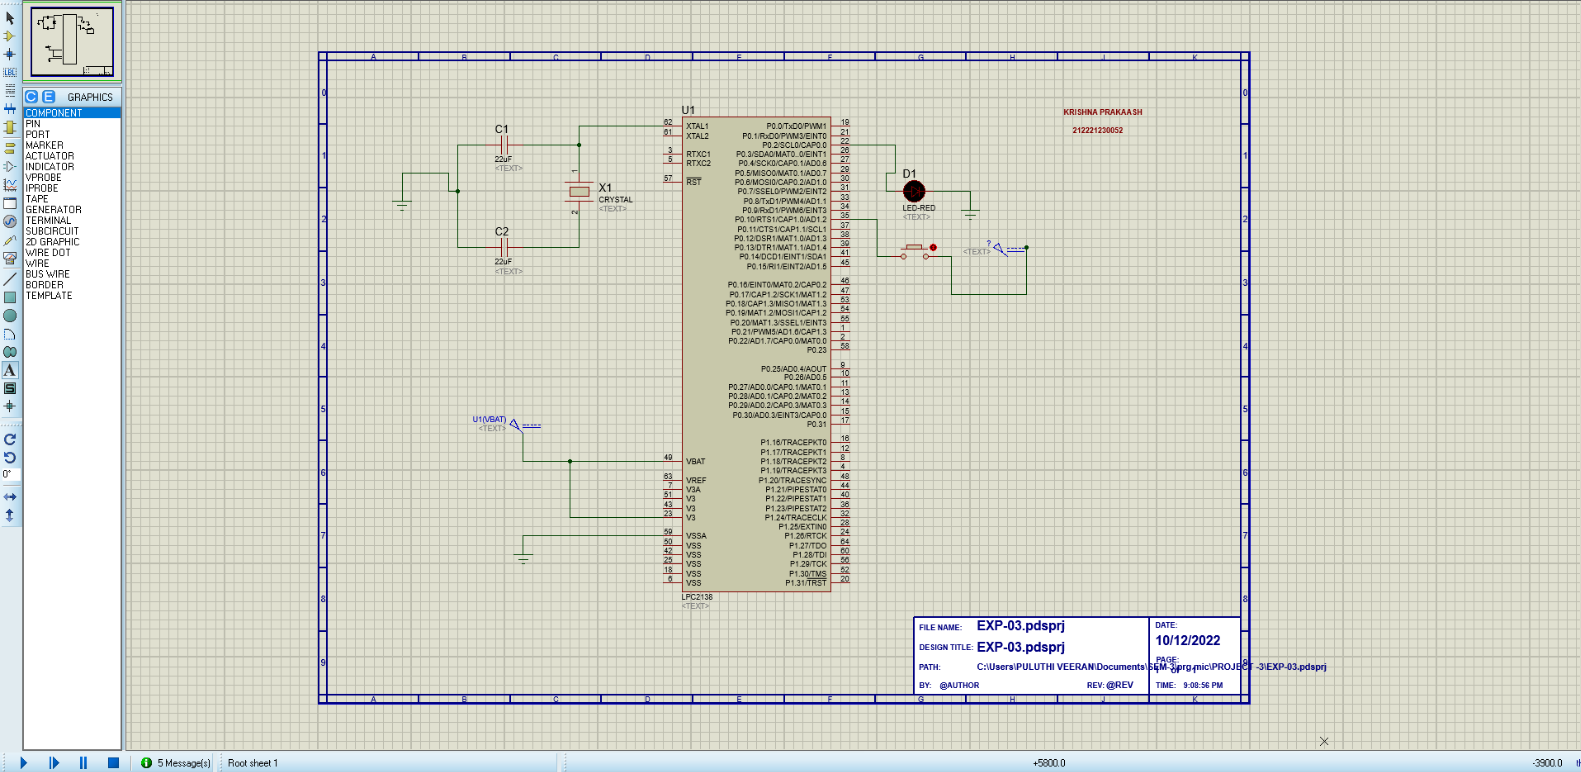 C E GRAPHICS
COMPONENT
PIN
PORT
MARKER
ACTUATOR
INDICATOR
VPROBE
IPROBE
TAPE
GENERATOR
TERMINAL
SUBCIRCUIT
2D GRAPHIC
WIRE DOT
WIRE
BUS WIRE
BORDER
TEMPLATE
LBL
A
S
0°
A B C D E F G H J K
0 1 2 3 4 5 6 7 8 9
KRISHNA PRAKAASH
212221230052
C1
22uF
<TEXT>
X1
CRYSTAL
<TEXT>
1
2
C2
22uF
<TEXT>
U1
62 XTAL1
61 XTAL2
3 RTXC1
5 RTXC2
57 RST
49 VBAT
63 VREF
7 V3A
51 V3
43 V3
23 V3
59 VSSA
50 VSS
42 VSS
25 VSS
18 VSS
6 VSS
P0.0/TxD0/PWM1 19
P0.1/RxD0/PWM3/EINT0 21
P0.2/SCL0/CAP0.0 22
P0.3/SDA0/MAT0..0/EINT1 26
P0.4/SCK0/CAP0.1/AD0.6 27
P0.5/MISO0/MAT0.1/AD0.7 29
P0.6/MOSI0/CAP0.2/AD1.0 30
P0.7/SSEL0/PWM2/EINT2 31
P0.8/TxD1/PWM4/AD1.1 33
P0.9/RxD1/PWM6/EINT3 34
P0.10/RTS1/CAP1.0/AD1.2 35
P0.11/CTS1/CAP1.1/SCL1 37
P0.12/DSR1/MAT1.0/AD1.3 38
P0.13/DTR1/MAT1.1/AD1.4 39
P0.14/DCD1/EINT1/SDA1 41
P0.15/RI1/EINT2/AD1.5 45
P0.16/EINT0/MAT0.2/CAP0.2 46
P0.17/CAP1.2/SCK1/MAT1.2 47
P0.18/CAP1.3/MISO1/MAT1.3 53
P0.19/MAT1.2/MOSI1/CAP1.2 54
P0.20/MAT1.3/SSEL1/EINT3 55
P0.21/PWM5/AD1.6/CAP1.3 1
P0.22/AD1.7/CAP0.0/MAT0.0 2
P0.23 58
P0.25/AD0.4/AOUT 9
P0.26/AD0.5 10
P0.27/AD0.0/CAP0.1/MAT0.1 11
P0.28/AD0.1/CAP0.2/MAT0.2 13
P0.29/AD0.2/CAP0.3/MAT0.3 14
P0.30/AD0.3/EINT3/CAP0.0 15
P0.31 17
P1.16/TRACEPKT0 16
P1.17/TRACEPKT1 12
P1.18/TRACEPKT2 8
P1.19/TRACEPKT3 4
P1.20/TRACESYNC 48
P1.21/PIPESTAT0 44
P1.22/PIPESTAT1 40
P1.23/PIPESTAT2 36
P1.24/TRACECLK 32
P1.25/EXTIN0 28
P1.26/RTCK 24
P1.27/TDO 64
P1.28/TDI 60
P1.29/TCK 56
P1.30/TMS 52
P1.31/TRST 20
LPC2138
<TEXT>
D1
LED-RED
<TEXT>
?
<TEXT>
U1(VBAT)
<TEXT>
FILE NAME: EXP-03.pdsprj
DESIGN TITLE: EXP-03.pdsprj
PATH: C:\Users\PULUTHI VEERAN\Documents\SEM-3\prg.mic\PROJECT -3\EXP-03.pdsprj
BY: @AUTHOR REV: @REV
DATE:
10/12/2022
PAGE:
TIME: 9:08:56 PM
5 Message(s) Root sheet 1 +5800.0 -3900.0 th